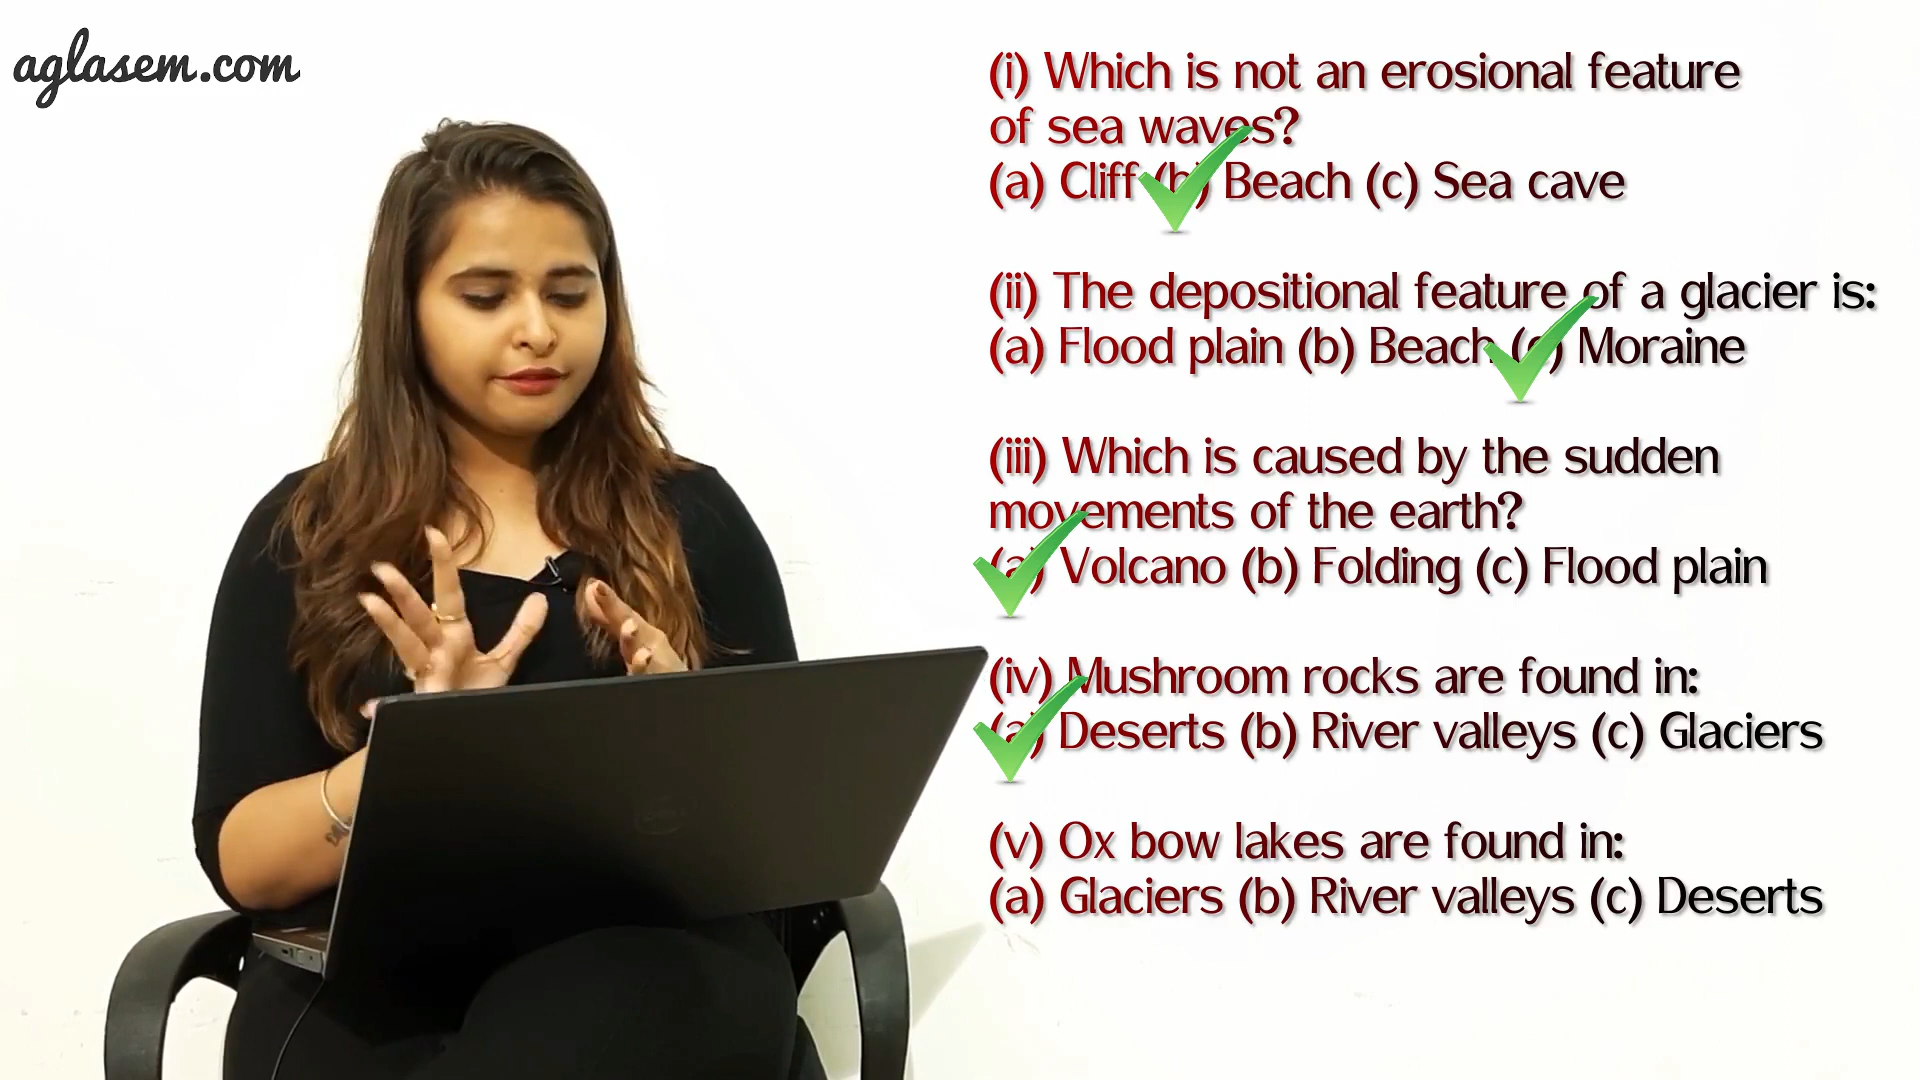 aglasem.com
(i) Which is not an erosional feature
of sea waves?
(a) Cliff (b) Beach (c) Sea cave
(ii) The depositional feature of a glacier is:
(a) Flood plain (b) Beach (c) Moraine
(iii) Which is caused by the sudden
movements of the earth?
(a) Volcano (b) Folding (c) Flood plain
(iv) Mushroom rocks are found in:
(a) Deserts (b) River valleys (c) Glaciers
(v) Ox bow lakes are found in:
(a) Glaciers (b) River valleys (c) Deserts
DELL